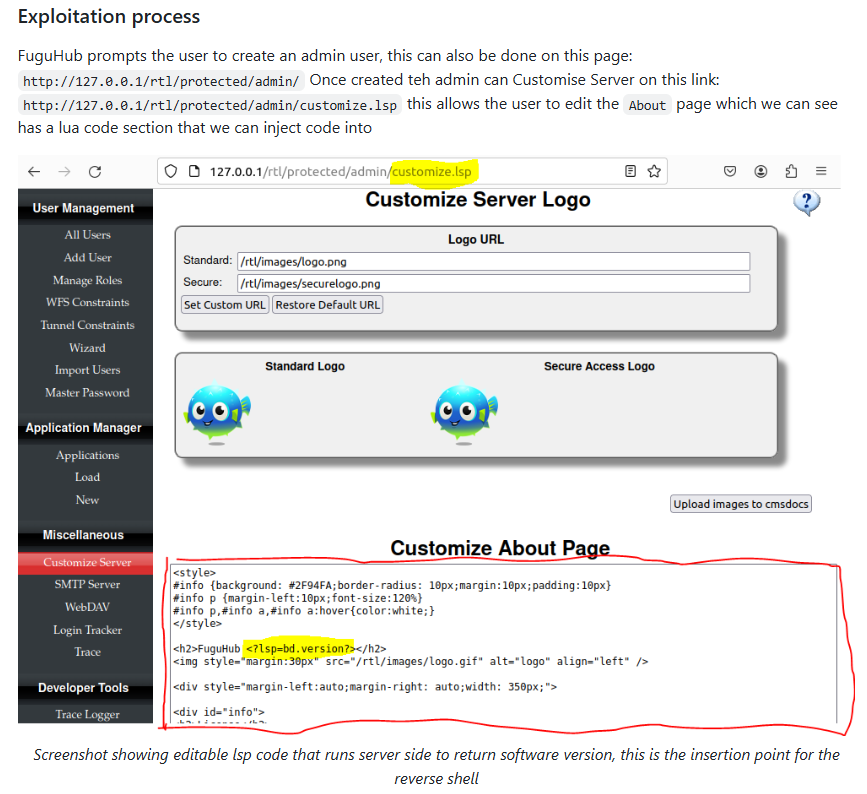 Exploitation process
FuguHub prompts the user to create an admin user, this can also be done on this page:
http://127.0.0.1/rtl/protected/admin/ Once created teh admin can Customise Server on this link:
http://127.0.0.1/rtl/protected/admin/customize.lsp this allows the user to edit the About page which we can see
has a lua code section that we can inject code into
127.0.0.1/rtl/protected/admin/customize.lsp
User Management
All Users
Add User
Manage Roles
WFS Constraints
Tunnel Constraints
Wizard
Import Users
Master Password
Application Manager
Applications
Load
New
Miscellaneous
Customize Server
SMTP Server
WebDAV
Login Tracker
Trace
Developer Tools
Trace Logger
Customize Server Logo
?
Logo URL
Standard: /rtl/images/logo.png
Secure: /rtl/images/securelogo.png
Set Custom URL Restore Default URL
Standard Logo Secure Access Logo
Upload images to cmsdocs
Customize About Page
<style>
#info {background: #2F94FA;border-radius: 10px;margin:10px;padding:10px}
#info p {margin-left:10px;font-size:120%}
#info p,#info a,#info a:hover{color:white;}
</style>
<h2>FuguHub <?lsp=bd.version?></h2>
<img style="margin:30px" src="/rtl/images/logo.gif" alt="logo" align="left" />
<div style="margin-left:auto;margin-right: auto;width: 350px;">
<div id="info">
Screenshot showing editable lsp code that runs server side to return software version, this is the insertion point for the
reverse shell